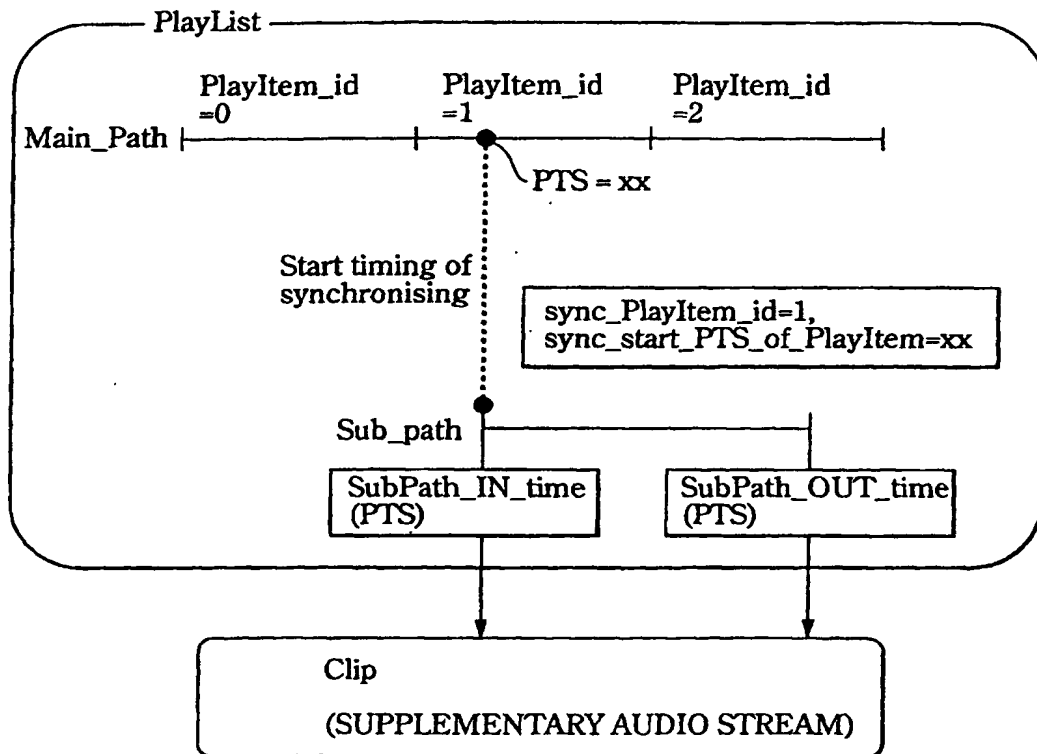 PlayList
PlayItem_id
=0
PlayItem_id
=1
PlayItem_id
=2
Main_Path
PTS = xx
Start timing of
synchronising
sync_PlayItem_id=1,
sync_start_PTS_of_PlayItem=xx
Sub_path
SubPath_IN_time
(PTS)
SubPath_OUT_time
(PTS)
Clip
(SUPPLEMENTARY AUDIO STREAM)